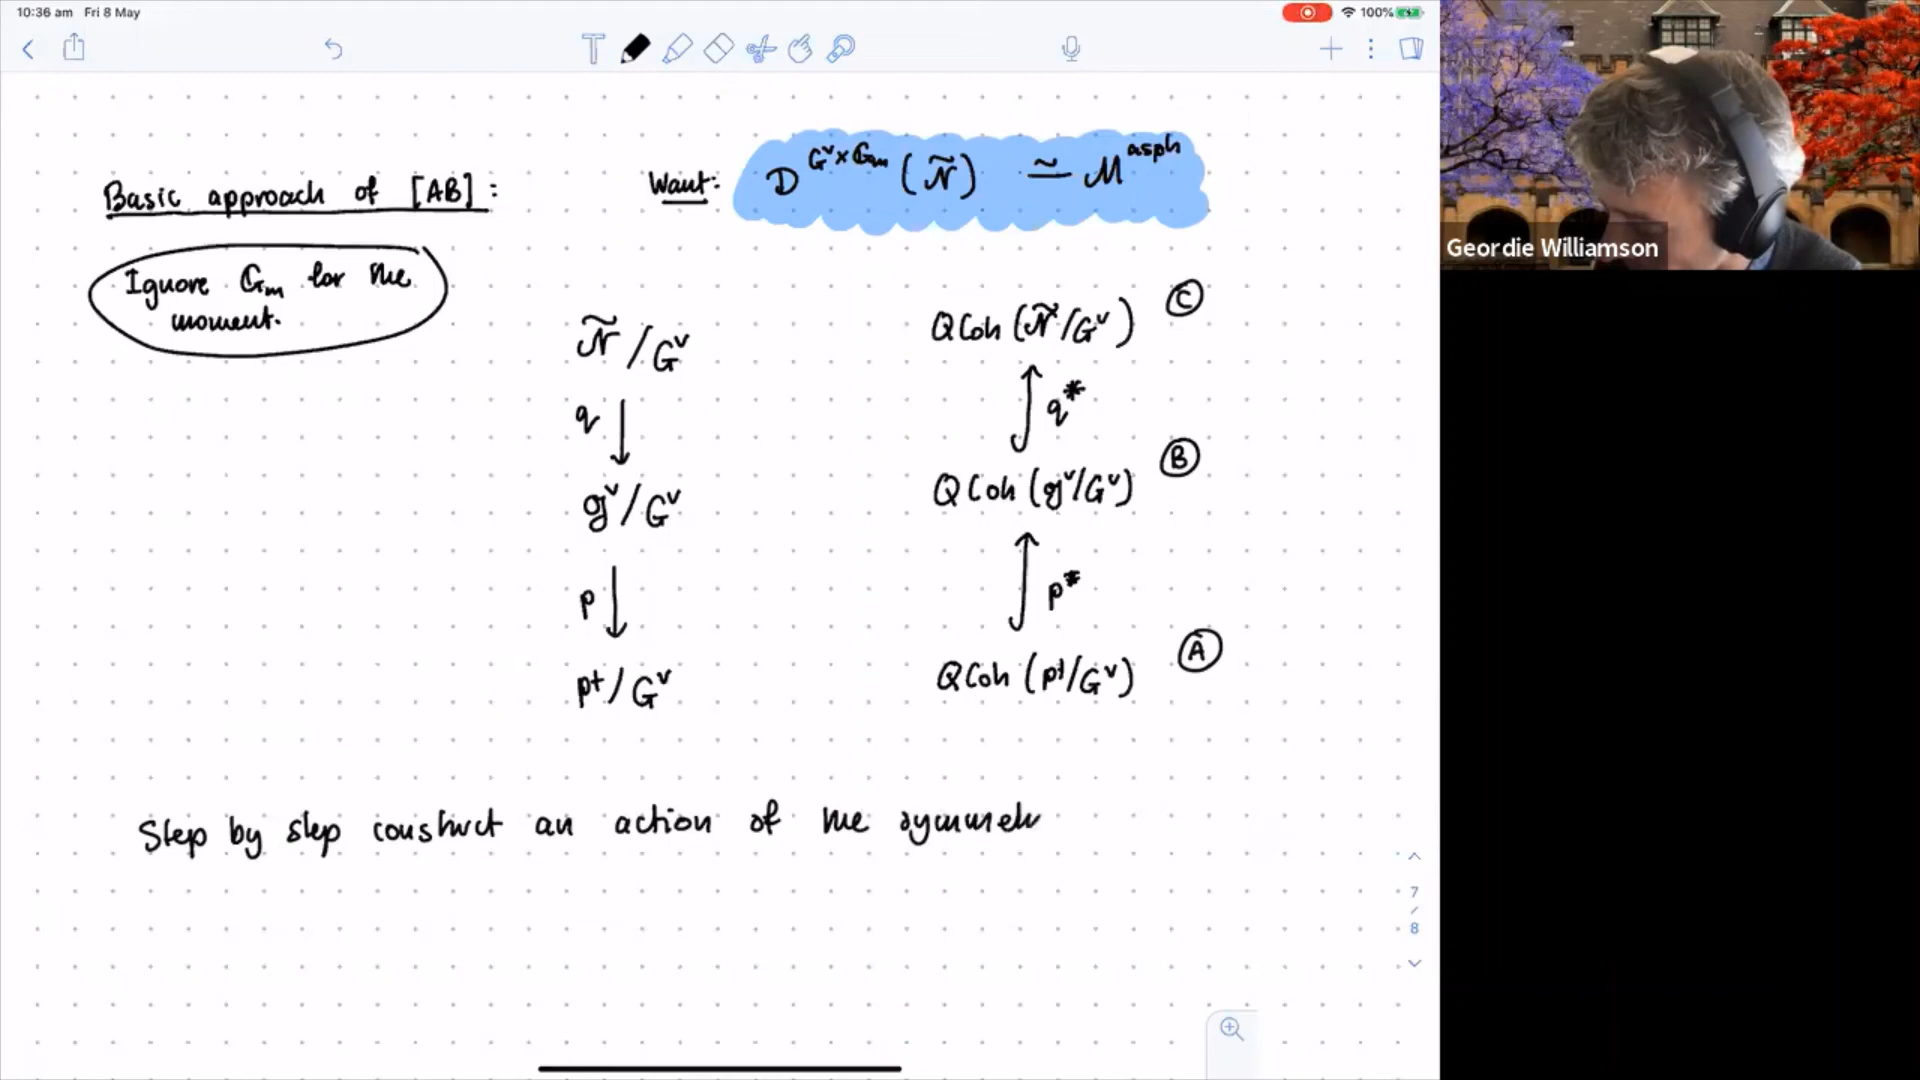 10:36 am Fri 8 May
100%
Basic approach of [AB]:
Want: D^{G^∨×𝔾_m}(Ñ) ≃ M^{asph}
Ignore 𝔾_m for the
moment.
Ñ/G^∨
QCoh(Ñ/G^∨) Ⓒ
q ↓
q*
𝔤^∨/G^∨
QCoh(𝔤^∨/G^∨) Ⓑ
p ↓
p*
pt/G^∨
QCoh(pt/G^∨) Ⓐ
Step by step construct an action of the symmetr
7
/
8
Geordie Williamson